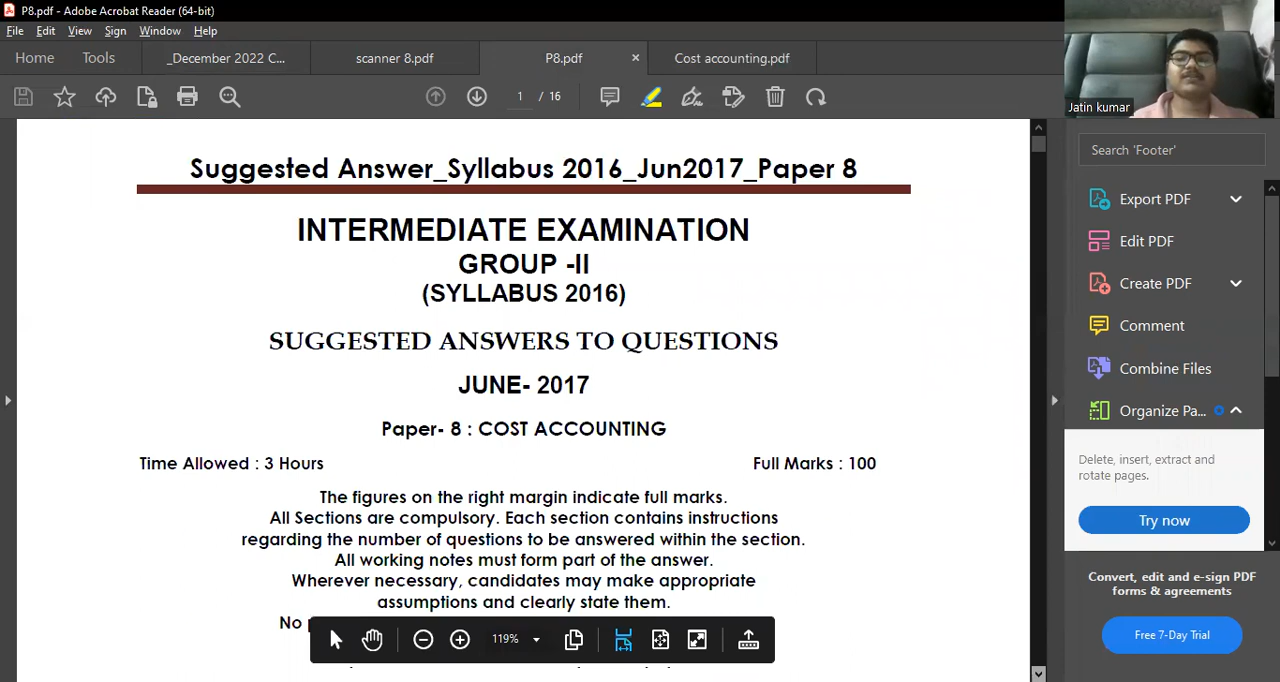 P8.pdf - Adobe Acrobat Reader (64-bit)
File Edit View Sign Window Help
Home Tools _December 2022 C... scanner 8.pdf P8.pdf × Cost accounting.pdf
1 / 16
Jatin kumar
Search 'Footer'
Suggested Answer_Syllabus 2016_Jun2017_Paper 8
INTERMEDIATE EXAMINATION
GROUP -II
(SYLLABUS 2016)
SUGGESTED ANSWERS TO QUESTIONS
JUNE- 2017
Paper- 8 : COST ACCOUNTING
Time Allowed : 3 Hours Full Marks : 100
The figures on the right margin indicate full marks.
All Sections are compulsory. Each section contains instructions
regarding the number of questions to be answered within the section.
All working notes must form part of the answer.
Wherever necessary, candidates may make appropriate
assumptions and clearly state them.
No
119%
Export PDF
Edit PDF
Create PDF
Comment
Combine Files
Organize Pa...
Delete, insert, extract and
rotate pages.
Try now
Convert, edit and e-sign PDF
forms & agreements
Free 7-Day Trial